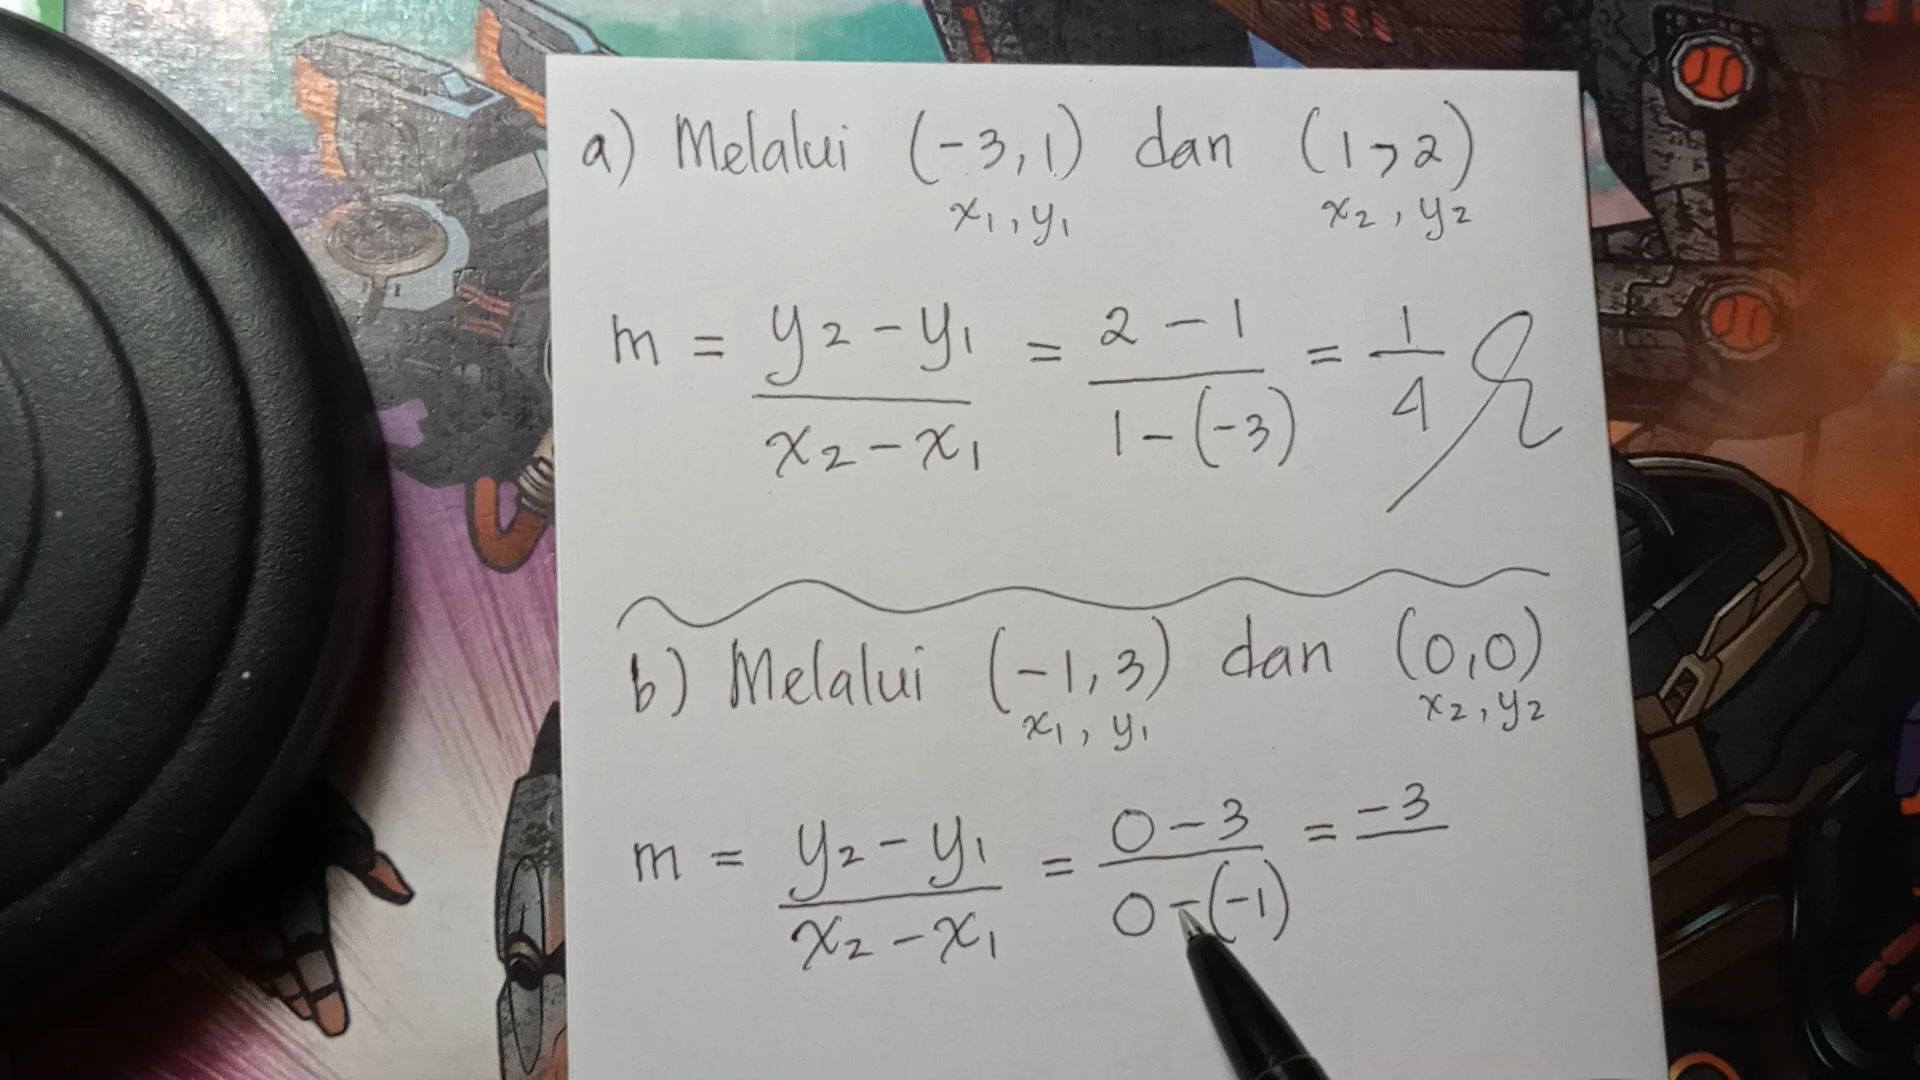 a) Melalui (-3,1) dan (1,2)
x1, y1 x2, y2
m = y2 - y1 / x2 - x1 = 2 - 1 / 1 - (-3) = 1 / 4
b) Melalui (-1,3) dan (0,0)
x1, y1 x2, y2
m = y2 - y1 / x2 - x1 = 0 - 3 / 0 - (-1) = -3 /